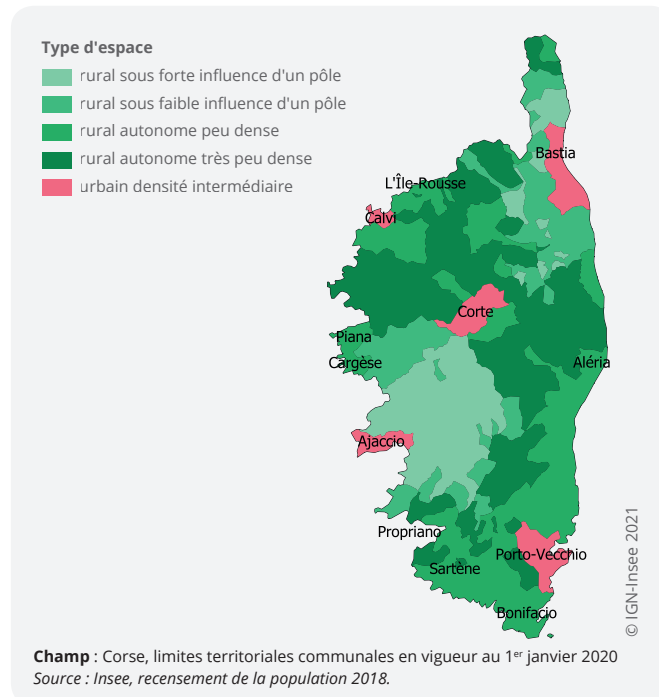 Type d'espace
rural sous forte influence d'un pôle
rural sous faible influence d'un pôle
rural autonome peu dense
rural autonome très peu dense
urbain densité intermédiaire
Bastia
L'Île-Rousse
Calvi
Corte
Piana
Cargèse
Aléria
Ajaccio
Propriano
Porto-Vecchio
Sartène
Bonifacio
© IGN-Insee 2021
Champ : Corse, limites territoriales communales en vigueur au 1er janvier 2020
Source : Insee, recensement de la population 2018.